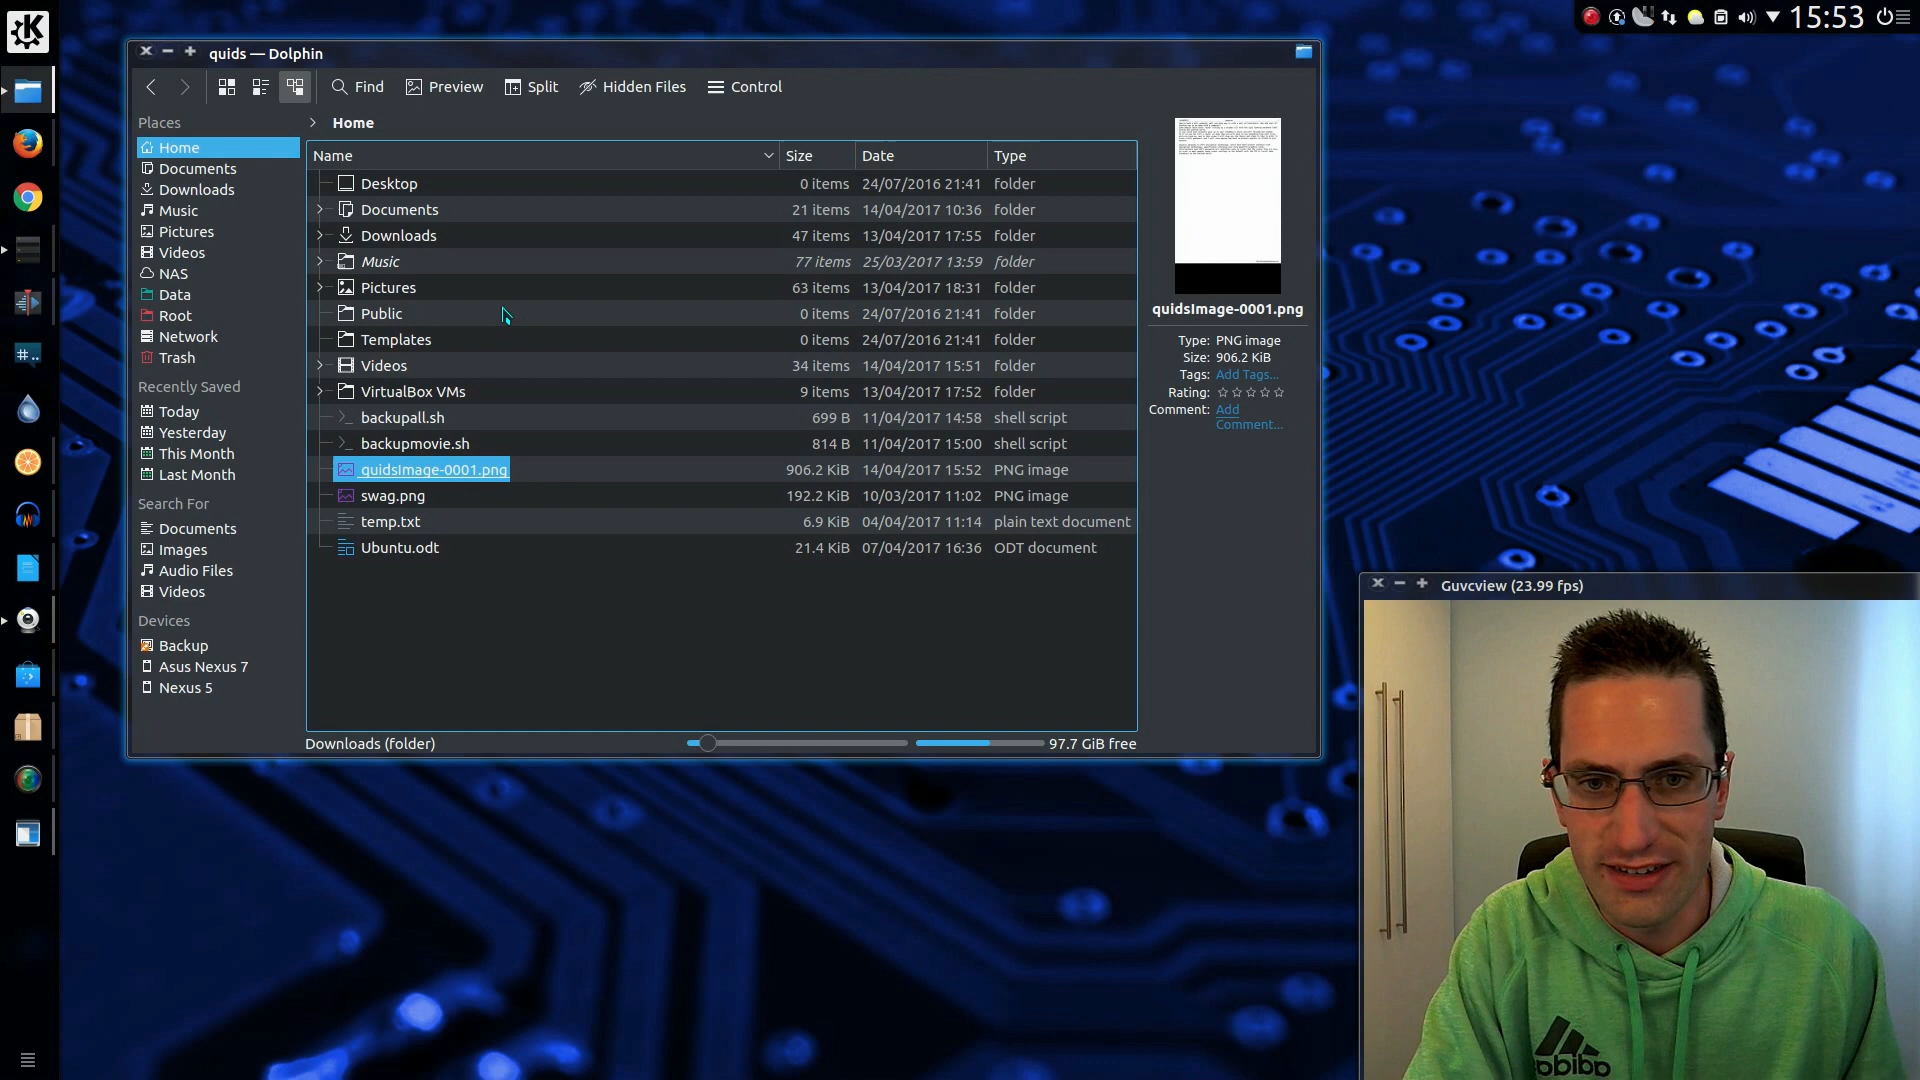 15:53
quids — Dolphin
Find
Preview
Split
Hidden Files
Control
Places
Home
Documents
Downloads
Music
Pictures
Videos
NAS
Data
Root
Network
Trash
Recently Saved
Today
Yesterday
This Month
Last Month
Search For
Documents
Images
Audio Files
Videos
Devices
Backup
Asus Nexus 7
Nexus 5
Home
Name Size Date Type
Desktop 0 items 24/07/2016 21:41 folder
Documents 21 items 14/04/2017 10:36 folder
Downloads 47 items 13/04/2017 17:55 folder
Music 77 items 25/03/2017 13:59 folder
Pictures 63 items 13/04/2017 18:31 folder
Public 0 items 24/07/2016 21:41 folder
Templates 0 items 24/07/2016 21:41 folder
Videos 34 items 14/04/2017 15:51 folder
VirtualBox VMs 9 items 13/04/2017 17:52 folder
backupall.sh 699 B 11/04/2017 14:58 shell script
backupmovie.sh 814 B 11/04/2017 15:00 shell script
quidsImage-0001.png 906.2 KiB 14/04/2017 15:52 PNG image
swag.png 192.2 KiB 10/03/2017 11:02 PNG image
temp.txt 6.9 KiB 04/04/2017 11:14 plain text document
Ubuntu.odt 21.4 KiB 07/04/2017 16:36 ODT document
Downloads (folder)
97.7 GiB free
quidsImage-0001.png
Type: PNG image
Size: 906.2 KiB
Tags: Add Tags...
Rating:
Comment: Add
Comment...
Guvcview (23.99 fps)
adidas